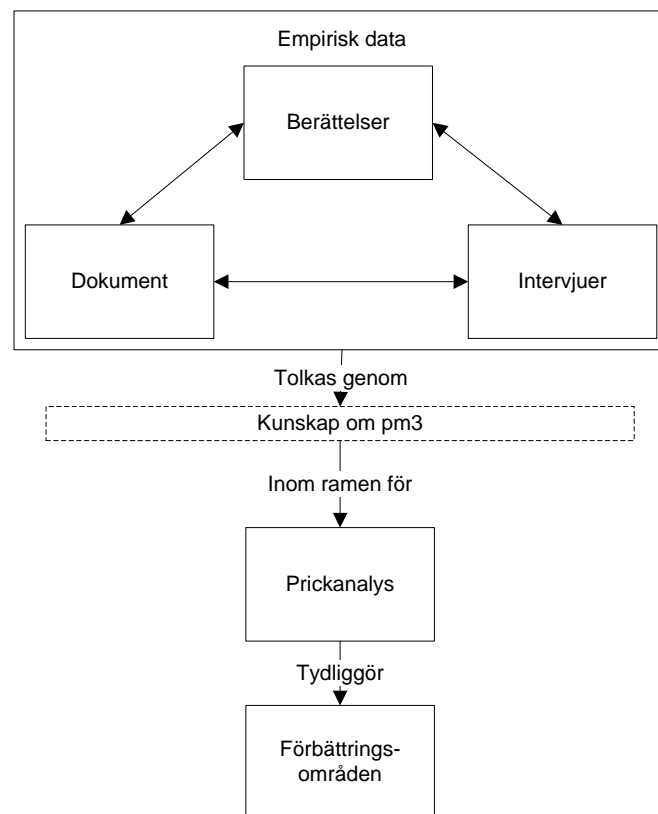 Empirisk data
Berättelser
Dokument
Intervjuer
Tolkas genom
Kunskap om pm3
Inom ramen för
Prickanalys
Tydliggör
Förbättrings-
områden